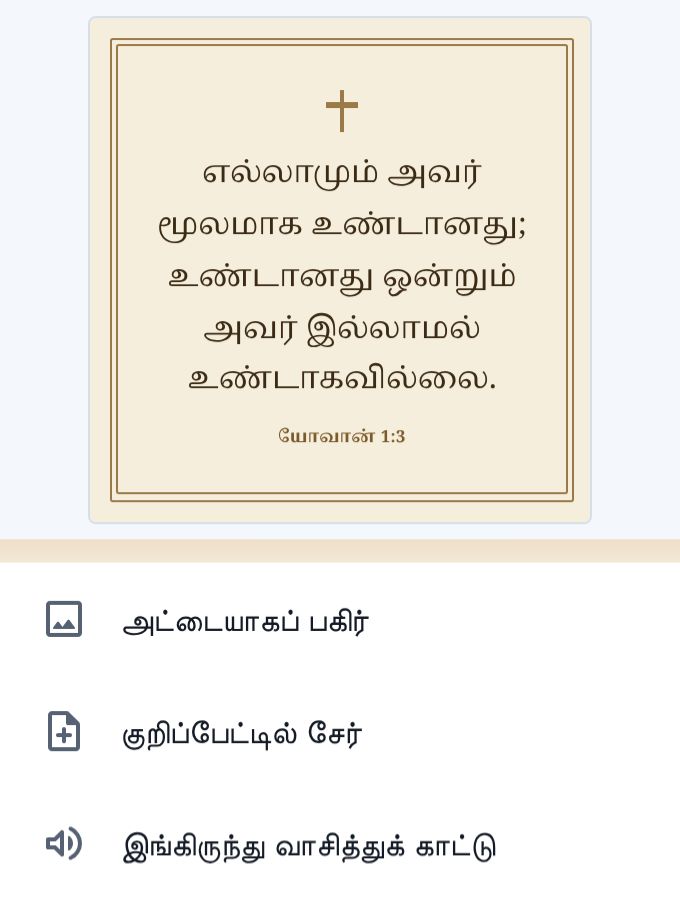 எல்லாமும் அவர்
மூலமாக உண்டானது;
உண்டானது ஒன்றும்
அவர் இல்லாமல்
உண்டாகவில்லை.
யோவான் 1:3
அட்டையாகப் பகிர்
குறிப்பேட்டில் சேர்
இங்கிருந்து வாசித்துக் காட்டு